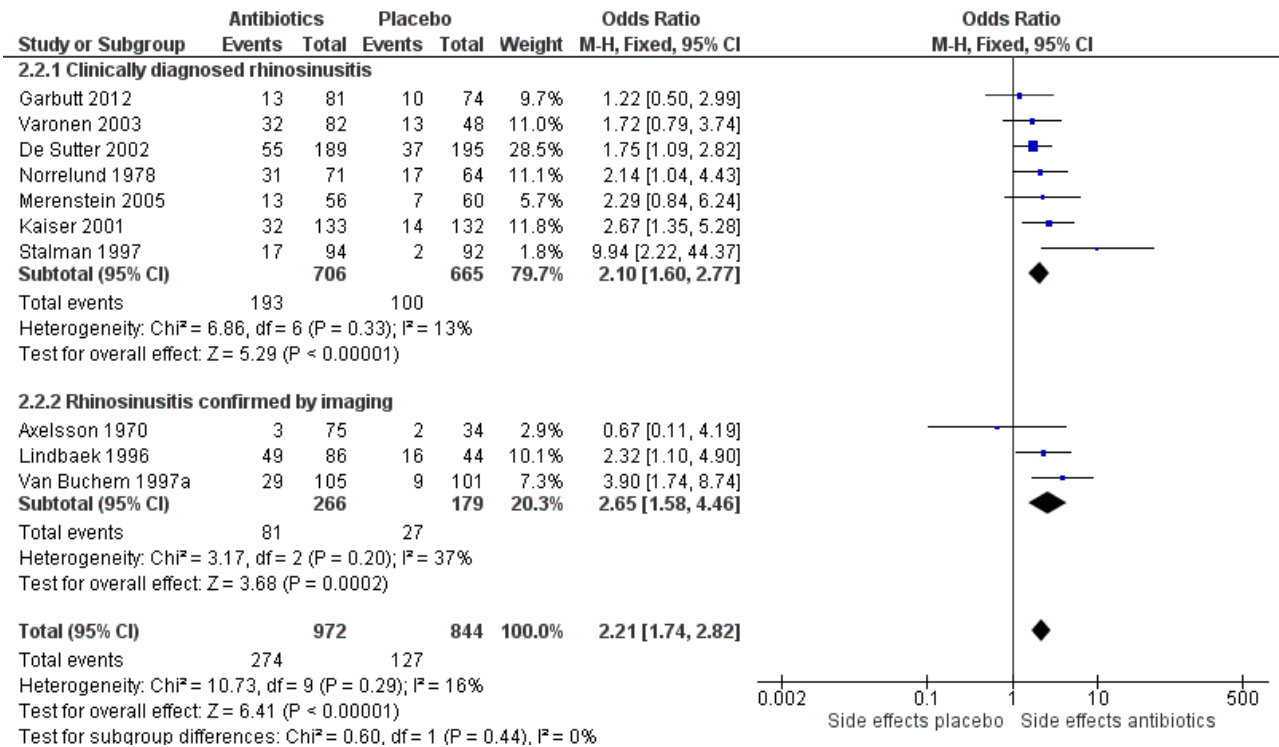 Antibiotics Placebo Odds Ratio Odds Ratio
Study or Subgroup Events Total Events Total Weight M-H, Fixed, 95% CI M-H, Fixed, 95% CI
2.2.1 Clinically diagnosed rhinosinusitis
Garbutt 2012 13 81 10 74 9.7% 1.22 [0.50, 2.99]
Varonen 2003 32 82 13 48 11.0% 1.72 [0.79, 3.74]
De Sutter 2002 55 189 37 195 28.5% 1.75 [1.09, 2.82]
Norrelund 1978 31 71 17 64 11.1% 2.14 [1.04, 4.43]
Merenstein 2005 13 56 7 60 5.7% 2.29 [0.84, 6.24]
Kaiser 2001 32 133 14 132 11.8% 2.67 [1.35, 5.28]
Stalman 1997 17 94 2 92 1.8% 9.94 [2.22, 44.37]
Subtotal (95% CI) 706 665 79.7% 2.10 [1.60, 2.77]
Total events 193 100
Heterogeneity: Chi² = 6.86, df = 6 (P = 0.33); I² = 13%
Test for overall effect: Z = 5.29 (P < 0.00001)
2.2.2 Rhinosinusitis confirmed by imaging
Axelsson 1970 3 75 2 34 2.9% 0.67 [0.11, 4.19]
Lindbaek 1996 49 86 16 44 10.1% 2.32 [1.10, 4.90]
Van Buchem 1997a 29 105 9 101 7.3% 3.90 [1.74, 8.74]
Subtotal (95% CI) 266 179 20.3% 2.65 [1.58, 4.46]
Total events 81 27
Heterogeneity: Chi² = 3.17, df = 2 (P = 0.20); I² = 37%
Test for overall effect: Z = 3.68 (P = 0.0002)
Total (95% CI) 972 844 100.0% 2.21 [1.74, 2.82]
Total events 274 127
Heterogeneity: Chi² = 10.73, df = 9 (P = 0.29); I² = 16%
Test for overall effect: Z = 6.41 (P < 0.00001)
Test for subgroup differences: Chi² = 0.60, df = 1 (P = 0.44), I² = 0%
0.002 0.1 1 10 500
Side effects placebo Side effects antibiotics